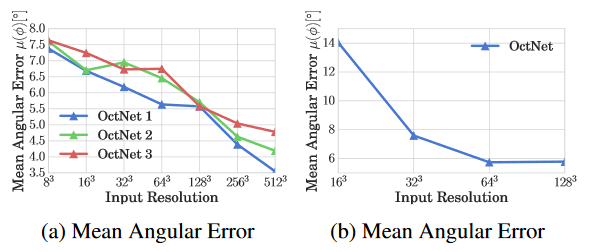 Mean Angular Error μ(ϕ)[°]
8.0
7.5
7.0
6.5
6.0
5.5
5.0
4.5
4.0
3.5
OctNet 1
OctNet 2
OctNet 3
8³ 16³ 32³ 64³ 128³ 256³ 512³
Input Resolution
(a) Mean Angular Error
Mean Angular Error μ(ϕ)[°]
14
12
10
8
6
OctNet
16³ 32³ 64³ 128³
Input Resolution
(b) Mean Angular Error